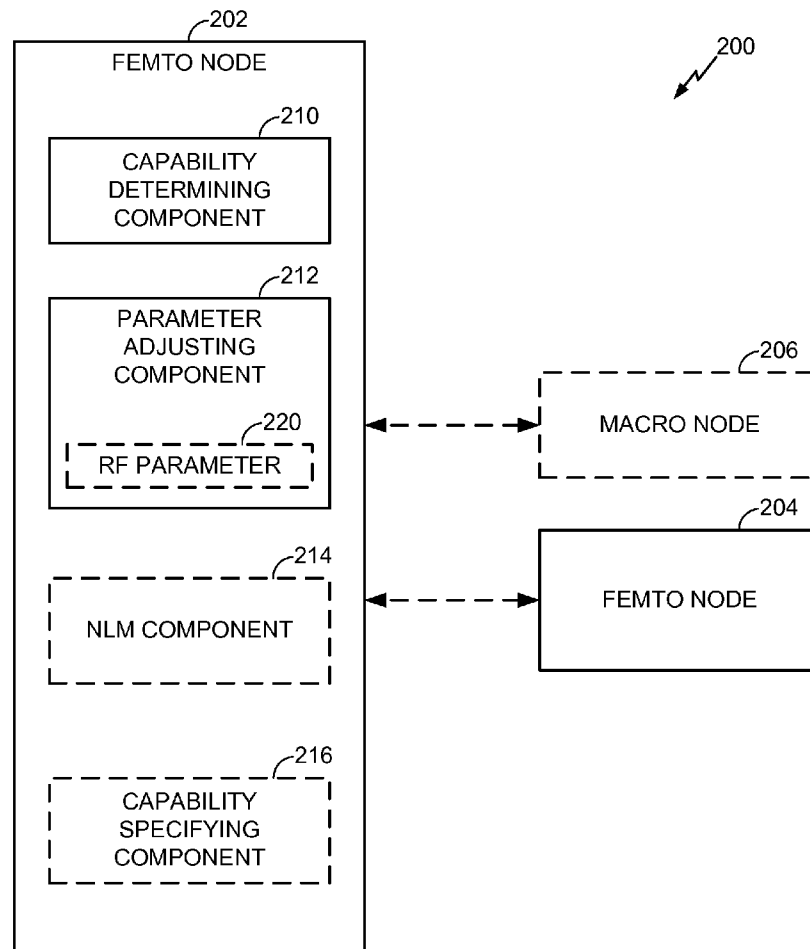 202
FEMTO NODE
200
210
CAPABILITY
DETERMINING
COMPONENT
212
PARAMETER
ADJUSTING
COMPONENT
220
RF PARAMETER
206
MACRO NODE
204
FEMTO NODE
214
NLM COMPONENT
216
CAPABILITY
SPECIFYING
COMPONENT